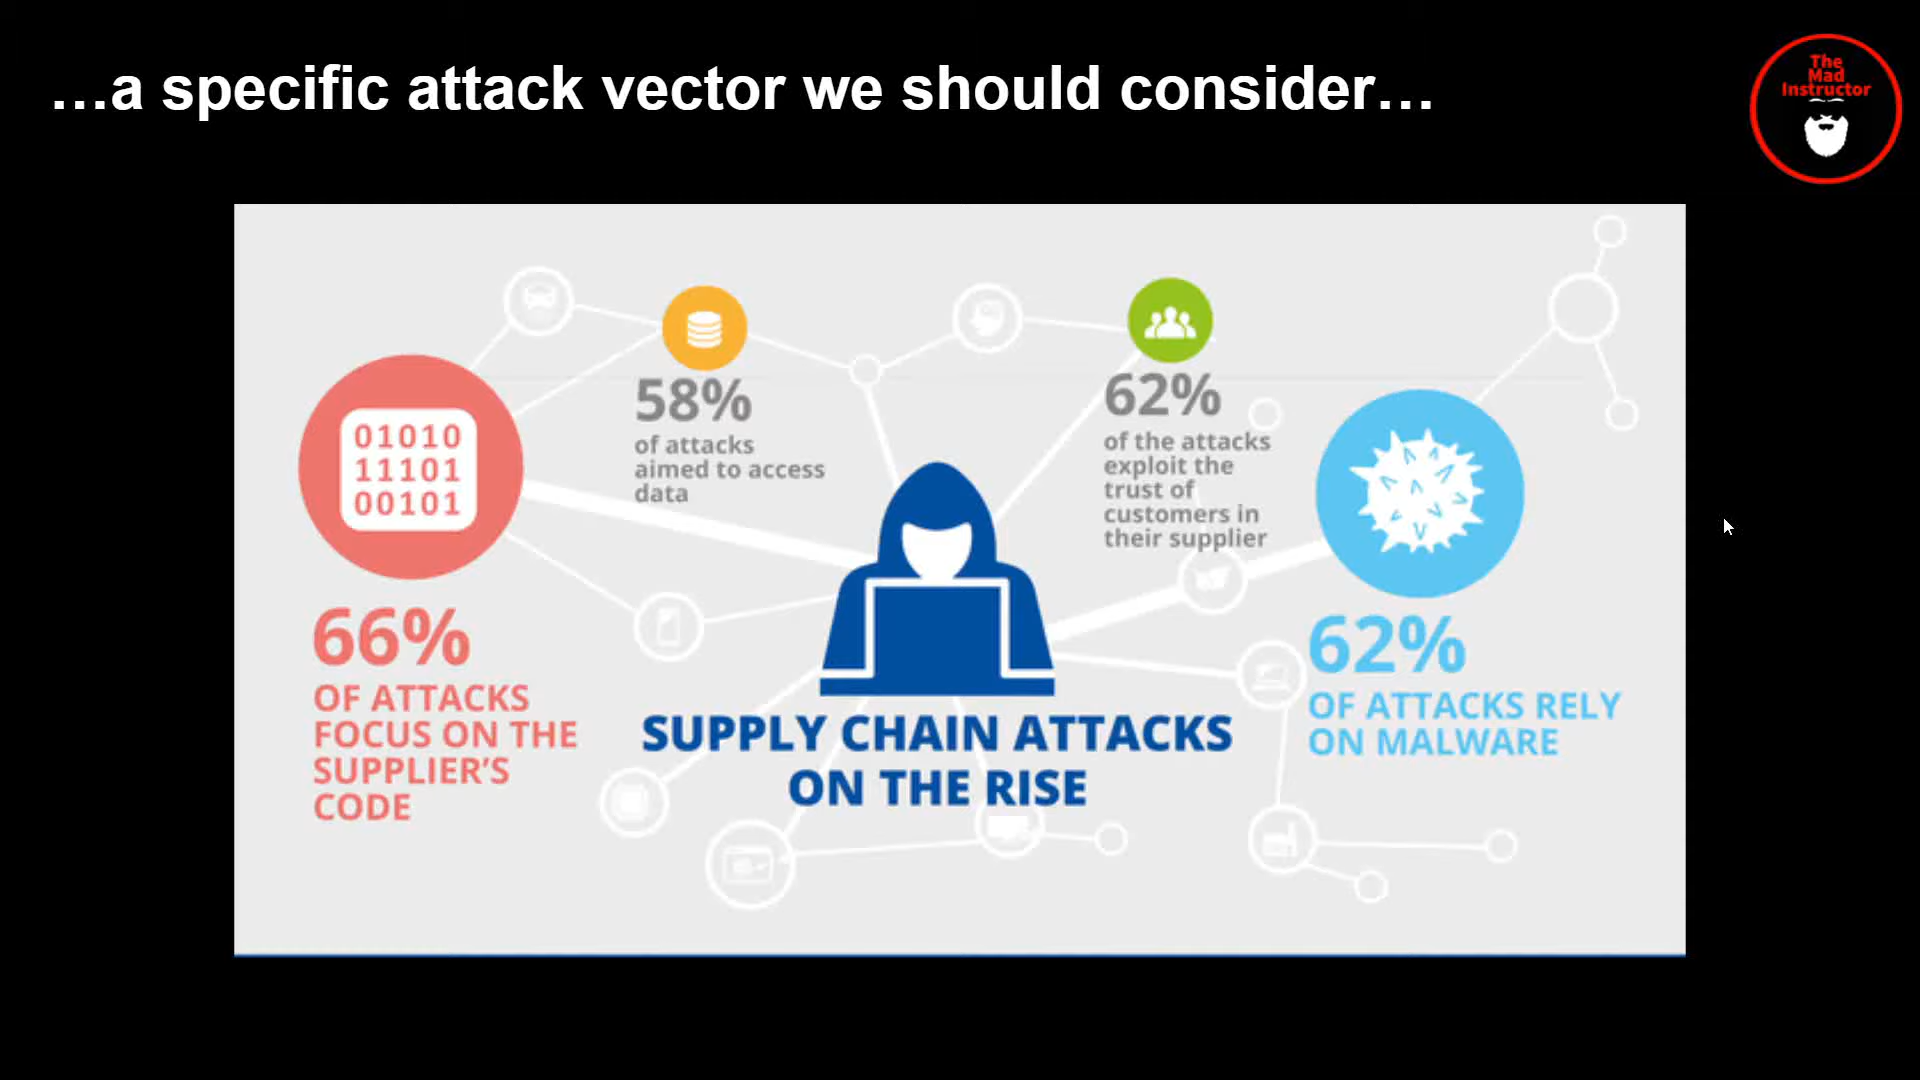 …a specific attack vector we should consider…
The
Mad
Instructor
58%
of attacks
aimed to access
data
62%
of the attacks
exploit the
trust of
customers in
their supplier
01010
11101
00101
66%
OF ATTACKS
FOCUS ON THE
SUPPLIER'S
CODE
SUPPLY CHAIN ATTACKS
ON THE RISE
62%
OF ATTACKS RELY
ON MALWARE